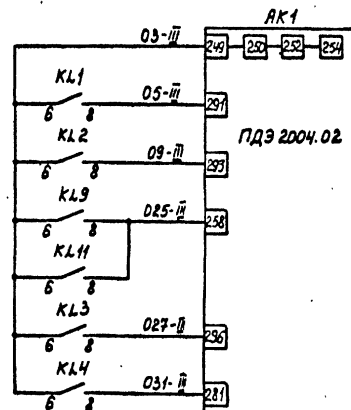 АК1
03-III
249 250 252 254
KL1
05-III
6 8
291
ПДЭ 2004.02
KL2
09-III
6 8
293
KL9
025-III
6 8
258
KL11
6 8
KL3
027-II
6 8
296
KL4
031-III
6 8
281